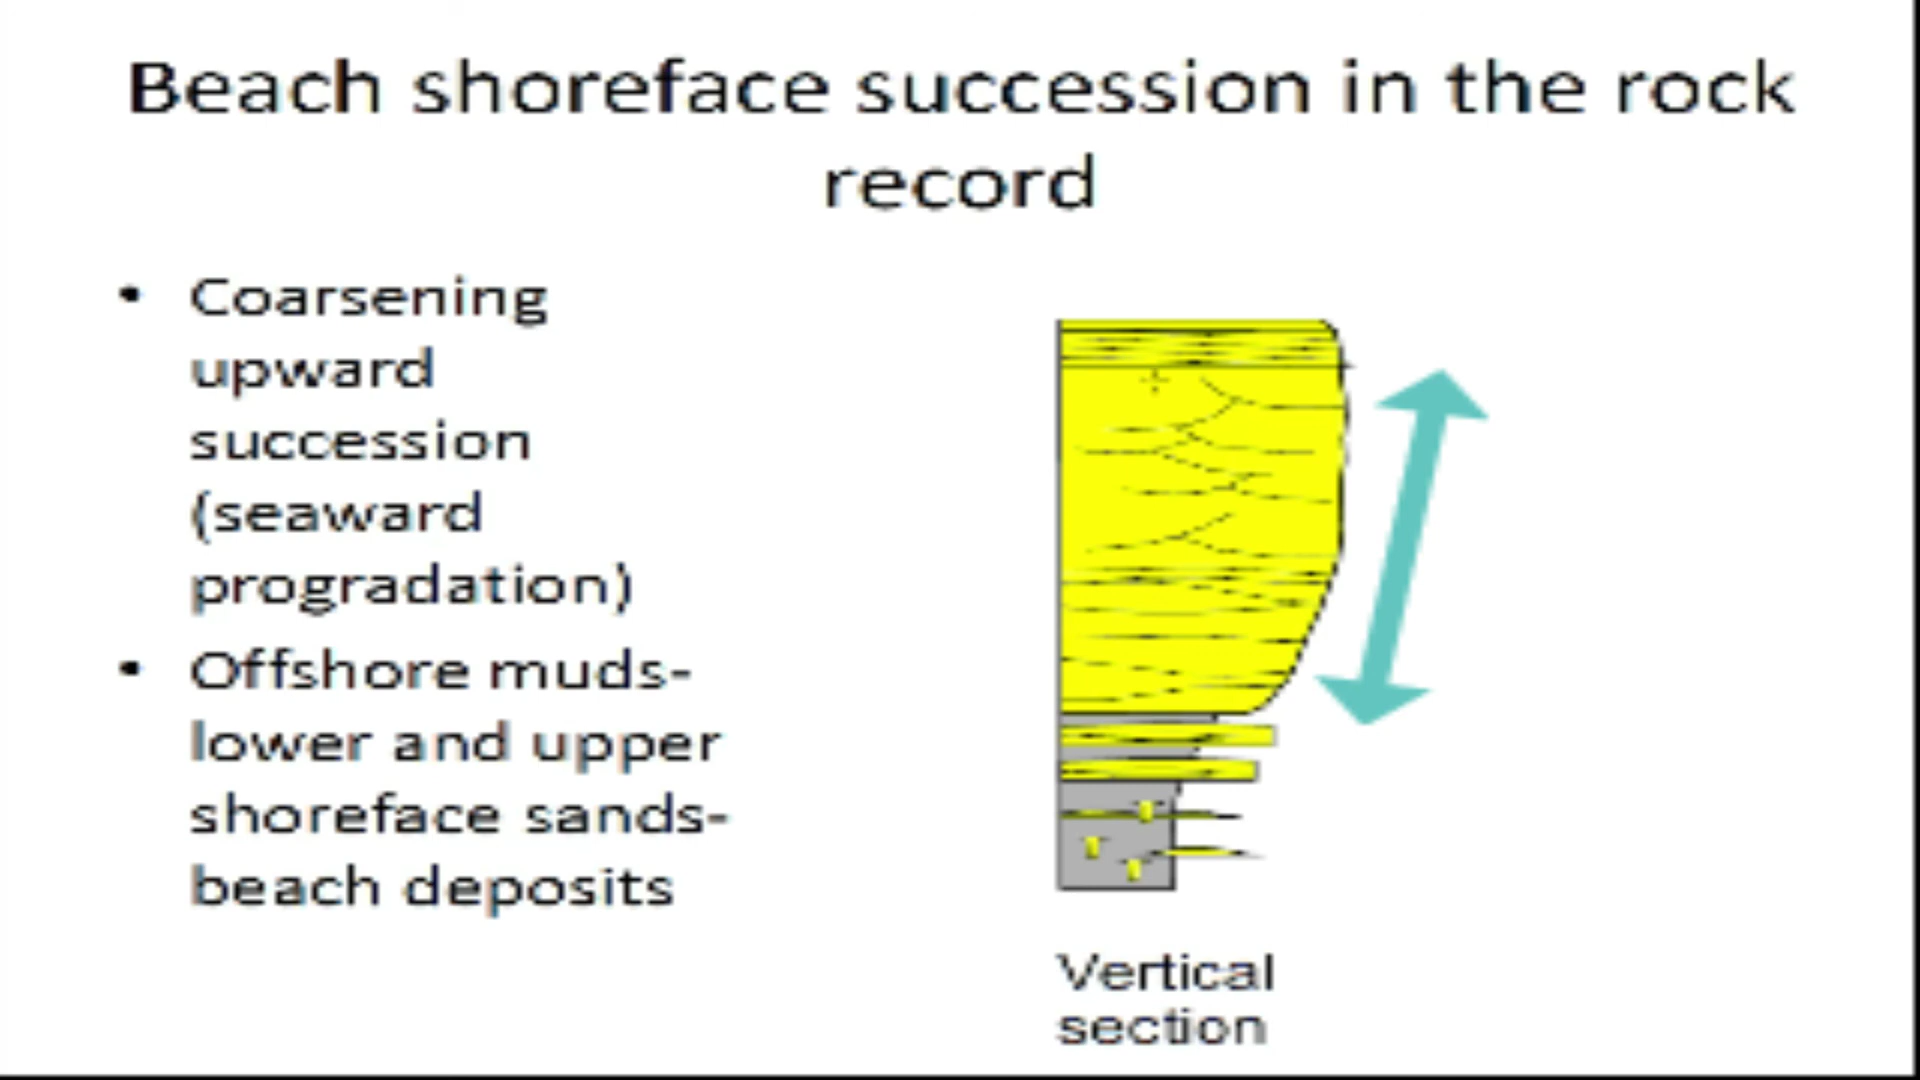 Beach shoreface succession in the rock
record
• Coarsening
upward
succession
(seaward
progradation)
• Offshore muds-
lower and upper
shoreface sands-
beach deposits
Vertical
section